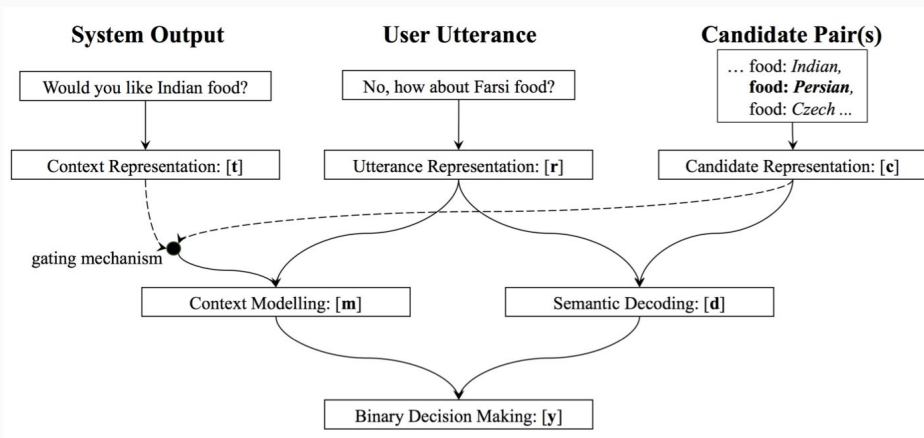 System Output
User Utterance
Candidate Pair(s)
Would you like Indian food?
No, how about Farsi food?
... food: Indian,
food: Persian,
food: Czech ...
Context Representation: [t]
Utterance Representation: [r]
Candidate Representation: [c]
gating mechanism
Context Modelling: [m]
Semantic Decoding: [d]
Binary Decision Making: [y]